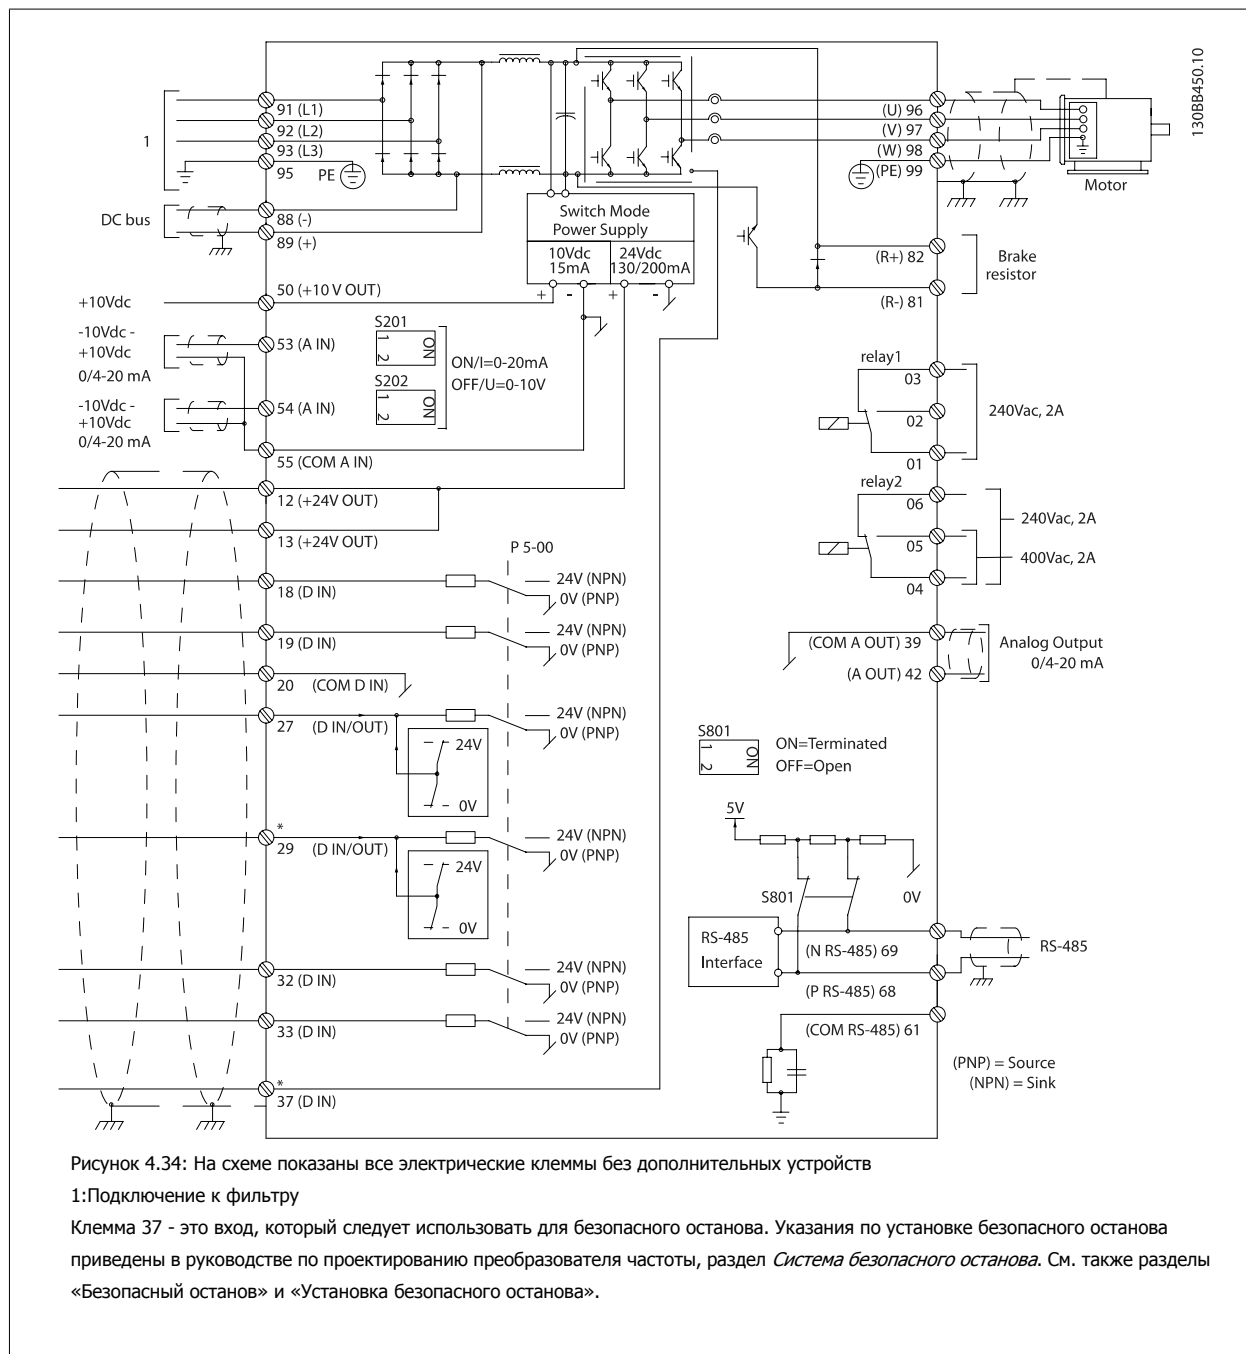 130BB450.10
1
91 (L1)
92 (L2)
93 (L3)
95
PE
DC bus
88 (-)
89 (+)
Switch Mode
Power Supply
10Vdc
15mA
24Vdc
130/200mA
+ - + -
(U) 96
(V) 97
(W) 98
(PE) 99
Motor
(R+) 82
(R-) 81
Brake
resistor
+10Vdc
50 (+10 V OUT)
-10Vdc -
+10Vdc
0/4-20 mA
53 (A IN)
-10Vdc -
+10Vdc
0/4-20 mA
54 (A IN)
55 (COM A IN)
S201
1
2
ON
S202
1
2
ON
ON/I=0-20mA
OFF/U=0-10V
relay1
03
02
01
240Vac, 2A
relay2
06
05
04
240Vac, 2A
400Vac, 2A
12 (+24V OUT)
13 (+24V OUT)
P 5-00
18 (D IN)
24V (NPN)
0V (PNP)
19 (D IN)
24V (NPN)
0V (PNP)
20 (COM D IN)
27 (D IN/OUT)
24V (NPN)
0V (PNP)
24V
0V
*
29 (D IN/OUT)
24V (NPN)
0V (PNP)
24V
0V
32 (D IN)
24V (NPN)
0V (PNP)
33 (D IN)
24V (NPN)
0V (PNP)
*
37 (D IN)
(COM A OUT) 39
(A OUT) 42
Analog Output
0/4-20 mA
S801
1
2
ON
ON=Terminated
OFF=Open
5V
S801
0V
RS-485
Interface
(N RS-485) 69
(P RS-485) 68
(COM RS-485) 61
RS-485
(PNP) = Source
(NPN) = Sink
Рисунок 4.34: На схеме показаны все электрические клеммы без дополнительных устройств
1:Подключение к фильтру
Клемма 37 - это вход, который следует использовать для безопасного останова. Указания по установке безопасного останова
приведены в руководстве по проектированию преобразователя частоты, раздел Система безопасного останова. См. также разделы
«Безопасный останов» и «Установка безопасного останова».